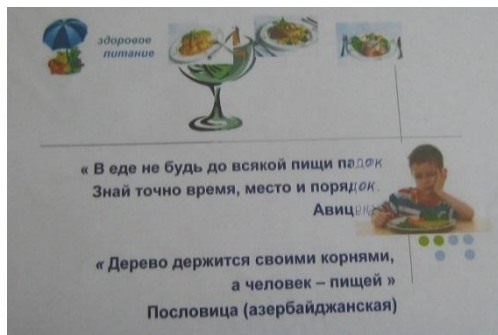 здоровое
питание
« В еде не будь до всякой пищи падок
Знай точно время, место и порядок.
Авиценна
« Дерево держится своими корнями,
а человек – пищей »
Пословица (азербайджанская)